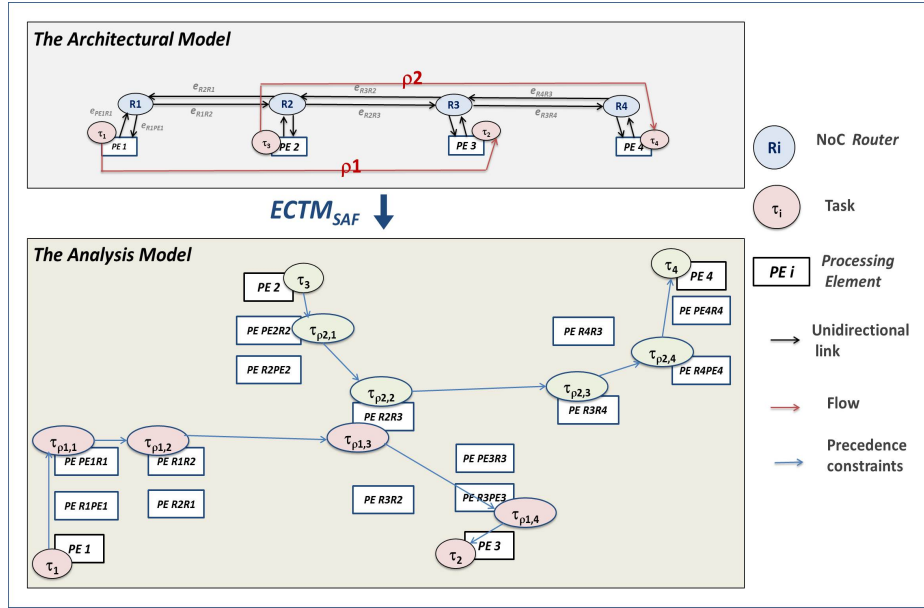 The Architectural Model
ρ2
e_R2R1
e_R3R2
e_R4R3
e_PE1R1
R1
R2
R3
R4
e_R1PE1
e_R1R2
e_R2R3
e_R3R4
τ1
PE 1
τ3
PE 2
PE 3
τ2
PE 4
τ4
ρ1
ECTM_SAF
The Analysis Model
PE 2
τ3
τ4
PE 4
PE PE2R2
τρ2,1
PE R4R3
PE PE4R4
PE R2PE2
τρ2,4
PE R4PE4
τρ2,2
τρ2,3
PE R2R3
PE R3R4
τρ1,1
τρ1,2
τρ1,3
PE PE1R1
PE R1R2
PE PE3R3
PE R1PE1
PE R2R1
PE R3R2
PE R3PE3
τρ1,4
PE 1
τ1
PE 3
τ2
Ri
NoC Router
τi
Task
PE i
Processing
Element
Unidirectional
link
Flow
Precedence
constraints